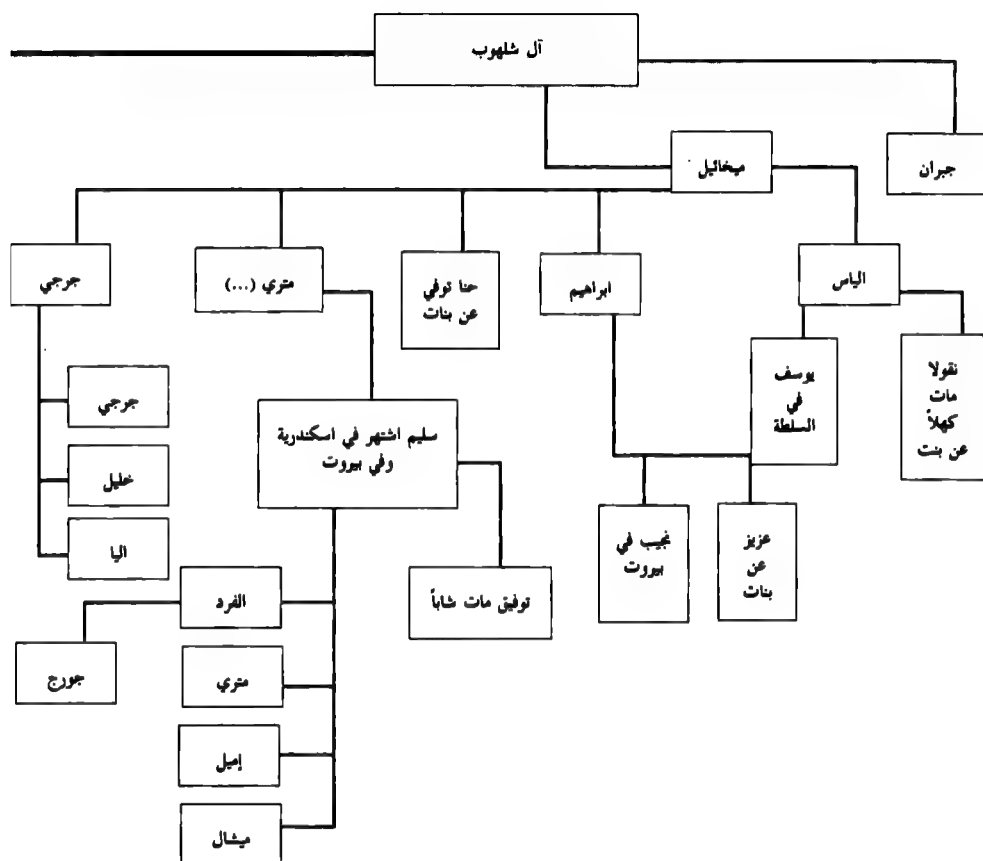 آل شلهوب
جبران
ميخائيل
الياس
ابراهيم
حنا توفي
عن بنات
متري (...)
جرجي
نقولا
مات
كهلاً
عن بنت
يوسف
في
السلطة
جرجي
خليل
اليا
سليم اشتهر في اسكندرية
وفي بيروت
عزيز
عن
بنات
نجيب في
بيروت
توفيق مات شاباً
الفرد
جورج
متري
إميل
ميشال